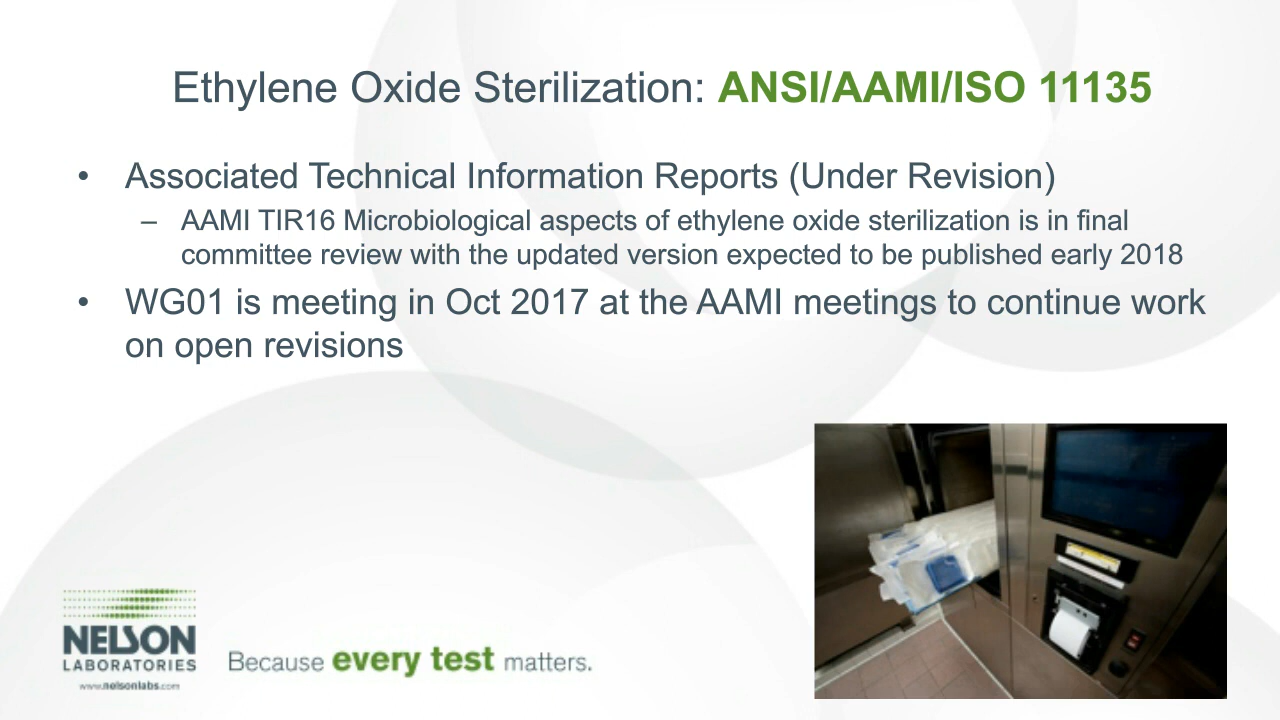 Ethylene Oxide Sterilization: ANSI/AAMI/ISO 11135
• Associated Technical Information Reports (Under Revision)
– AAMI TIR16 Microbiological aspects of ethylene oxide sterilization is in final
committee review with the updated version expected to be published early 2018
• WG01 is meeting in Oct 2017 at the AAMI meetings to continue work
on open revisions
NELSON
LABORATORIES
www.nelsonlabs.com
Because every test matters.